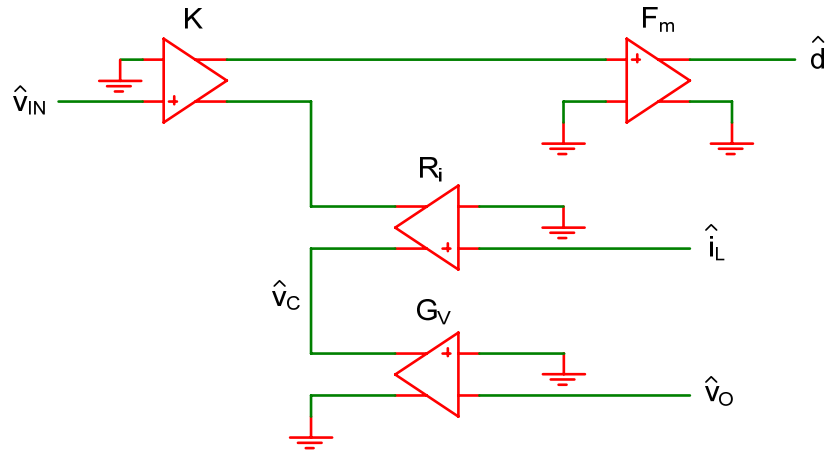 K
F_m
d̂
v̂_IN
R_i
î_L
v̂_C
G_V
v̂_O